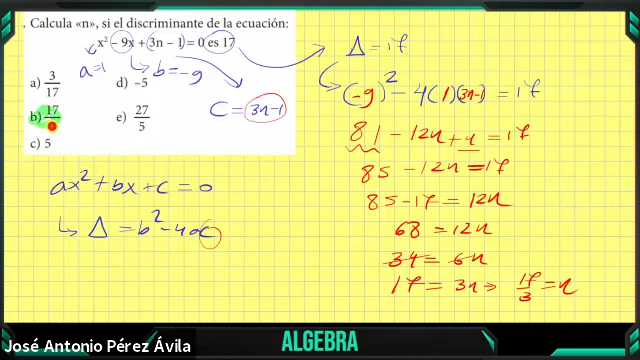 . Calcula «n», si el discriminante de la ecuación:
x² – 9x + (3n – 1) = 0 es 17
a) 3/17
d) –5
b) 17/
e) 27/5
c) 5
a=1
b=-9
C = 3n-1
ax²+bx+c=0
Δ = b²-4ac
Δ = 17
(-9)² - 4(1)(3n-1) = 17
81 - 12n + 4 = 17
85 - 12n = 17
85 - 17 = 12n
68 = 12n
34 = 6n
17 = 3n → 17/3 = n
José Antonio Pérez Ávila
ALGEBRA